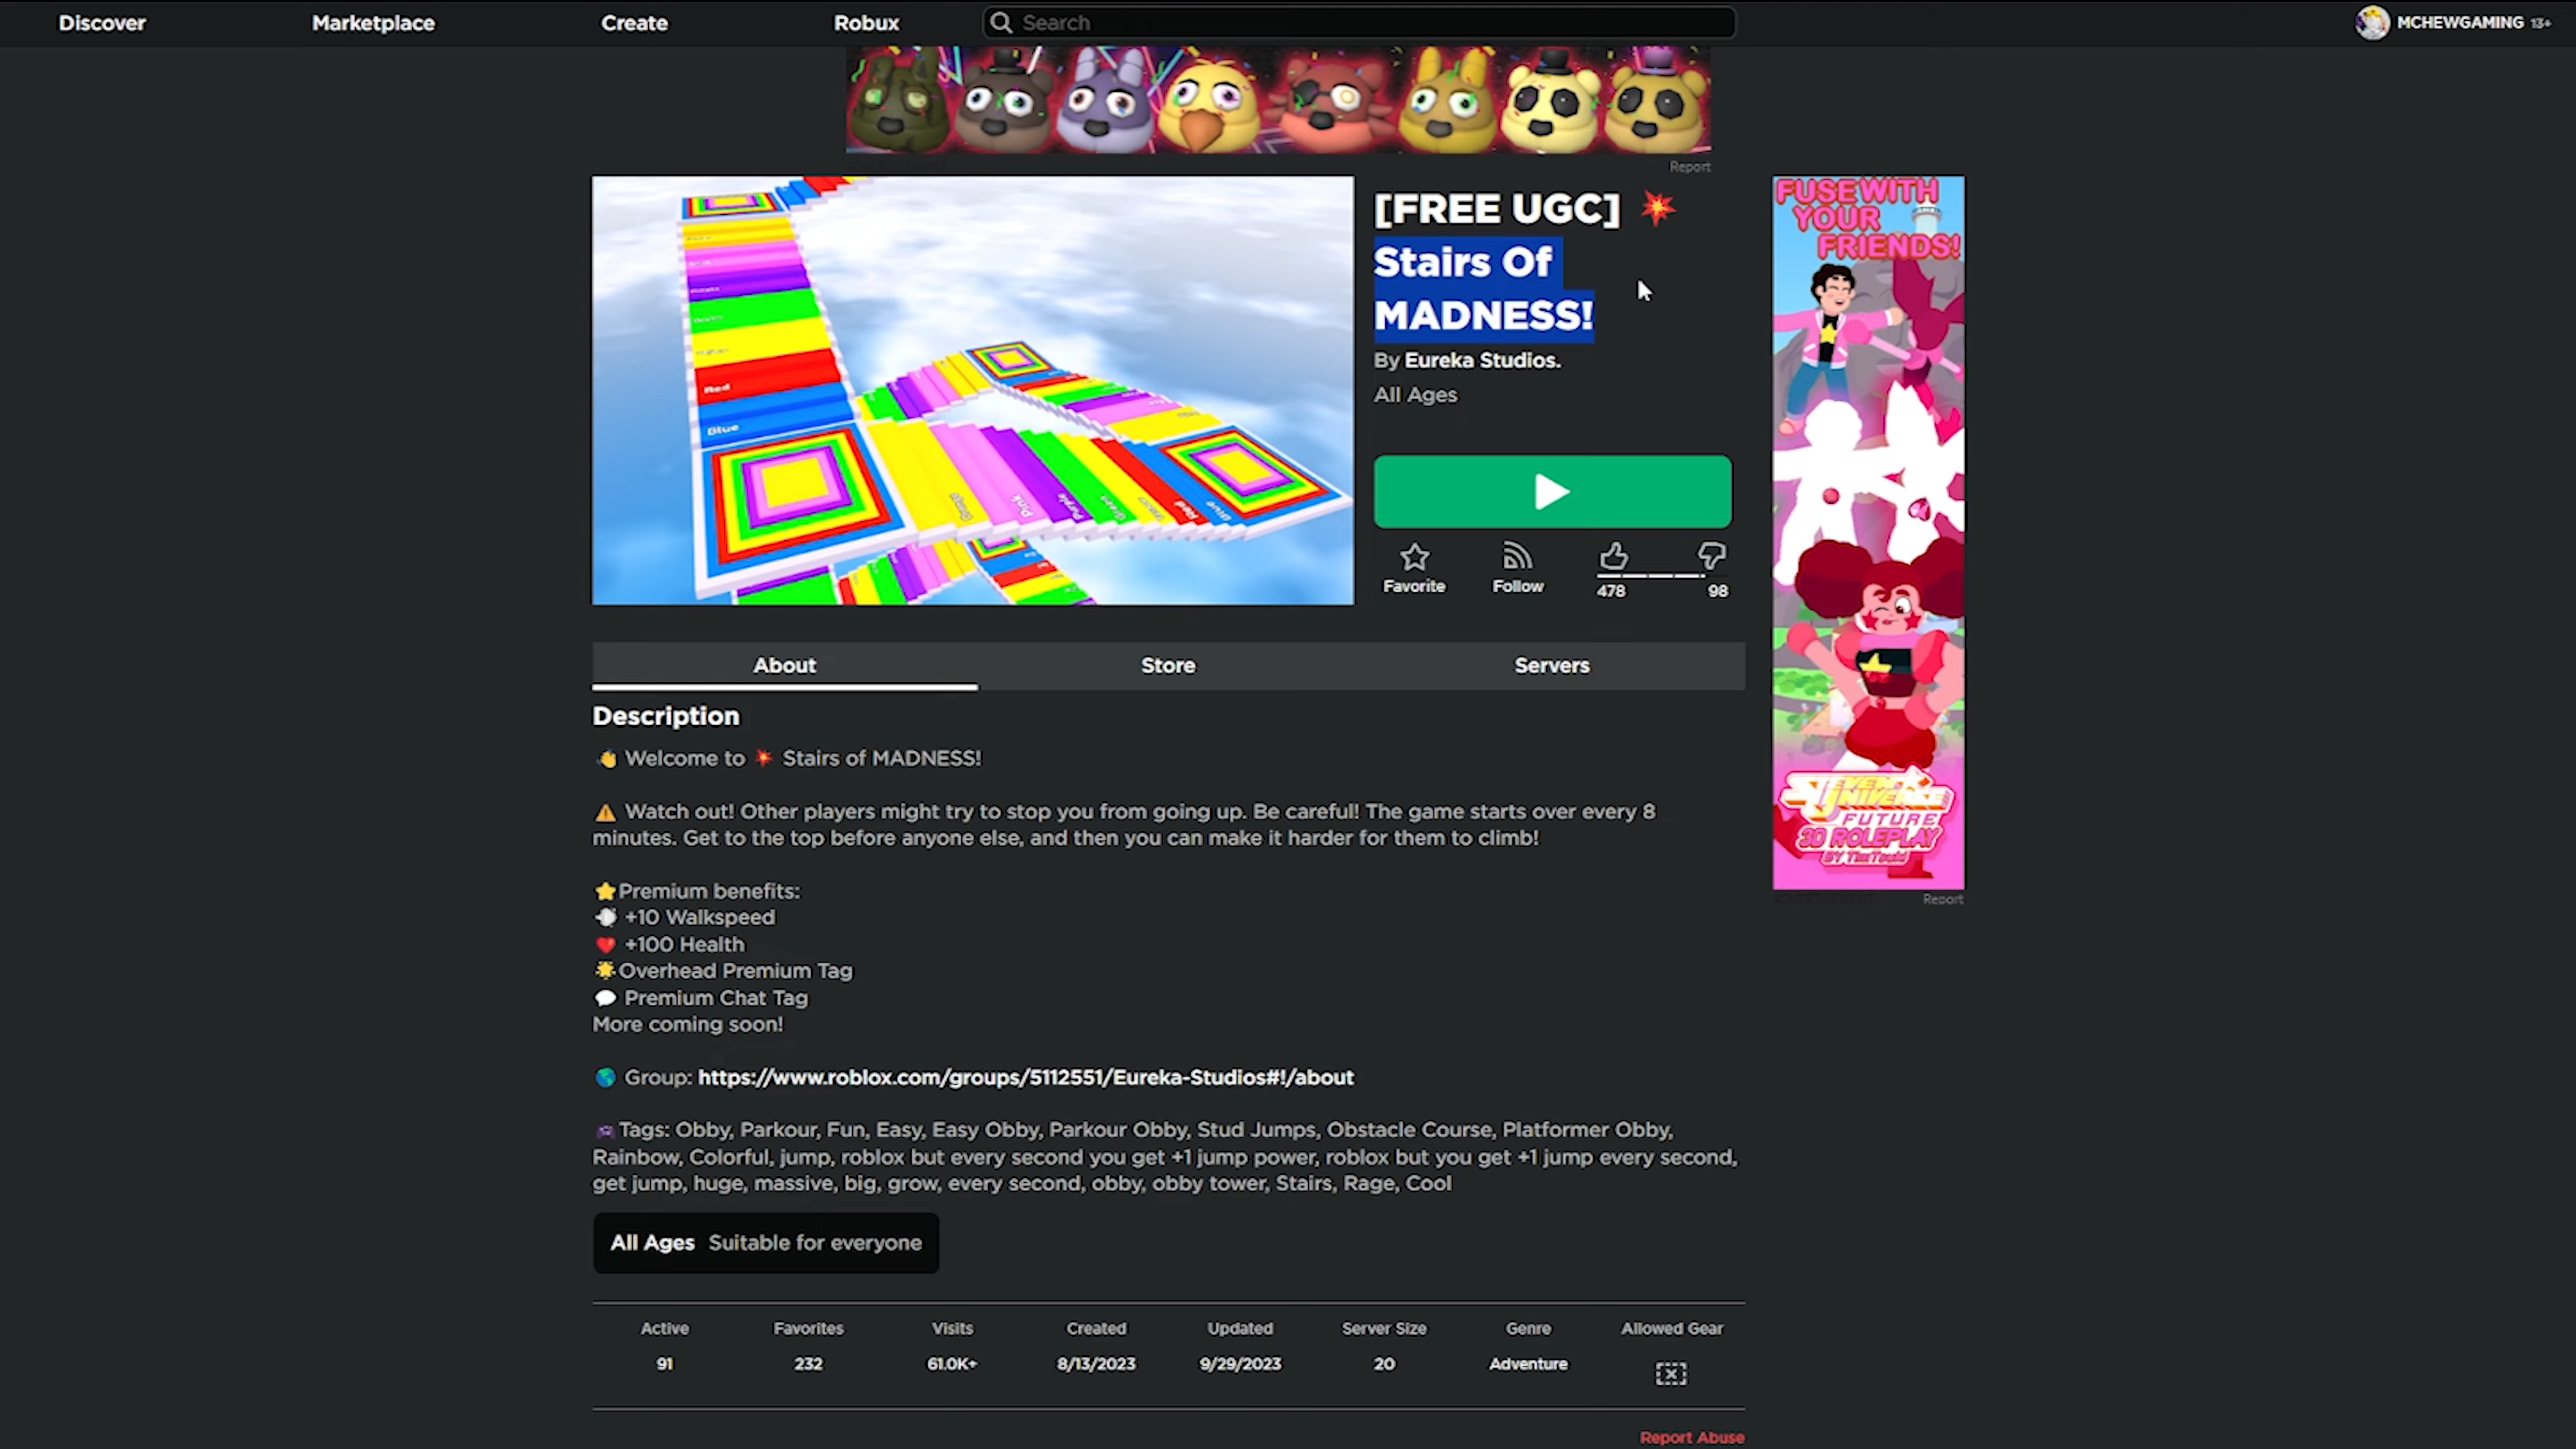 Discover Marketplace Create Robux Search MCHEWGAMING 13+
Report
[FREE UGC] 💥
Stairs Of
MADNESS!
By Eureka Studios.
All Ages
Favorite Follow 478 98
FUSE WITH
YOUR
FRIENDS!
STEVEN
UNIVERSE
FUTURE
3D ROLEPLAY
Report
Red
Blue
Pink
Purple
Green
Red
Blue
About Store Servers
Description
👋 Welcome to 💥 Stairs of MADNESS!
⚠️ Watch out! Other players might try to stop you from going up. Be careful! The game starts over every 8
minutes. Get to the top before anyone else, and then you can make it harder for them to climb!
⭐Premium benefits:
💨 +10 Walkspeed
❤️ +100 Health
🌟Overhead Premium Tag
💬 Premium Chat Tag
More coming soon!
🌎 Group: https://www.roblox.com/groups/5112551/Eureka-Studios#!/about
🎮Tags: Obby, Parkour, Fun, Easy, Easy Obby, Parkour Obby, Stud Jumps, Obstacle Course, Platformer Obby,
Rainbow, Colorful, jump, roblox but every second you get +1 jump power, roblox but you get +1 jump every second,
get jump, huge, massive, big, grow, every second, obby, obby tower, Stairs, Rage, Cool
All Ages Suitable for everyone
Active Favorites Visits Created Updated Server Size Genre Allowed Gear
91 232 61.0K+ 8/13/2023 9/29/2023 20 Adventure
Report Abuse